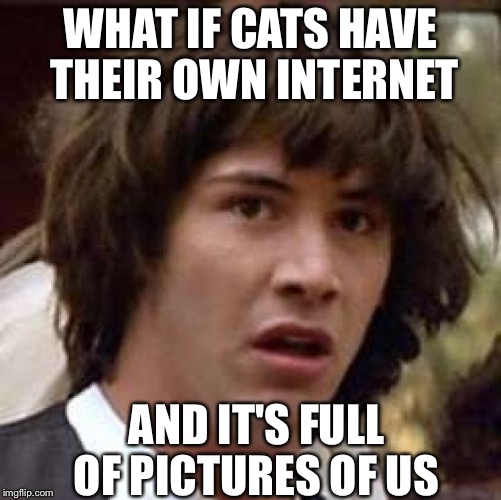 WHAT IF CATS HAVE
THEIR OWN INTERNET
AND IT'S FULL
OF PICTURES OF US
imgflip.com